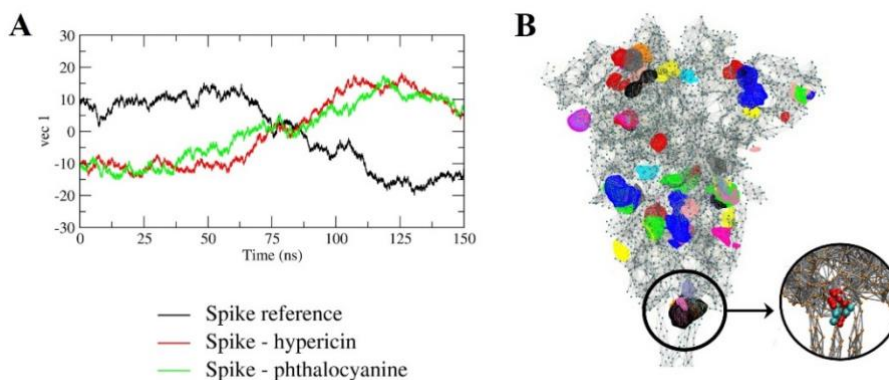 A
B
30
20
10
0
-10
-20
-30
vec 1
0
25
50
75
100
125
150
Time (ns)
Spike reference
Spike - hypericin
Spike - phthalocyanine